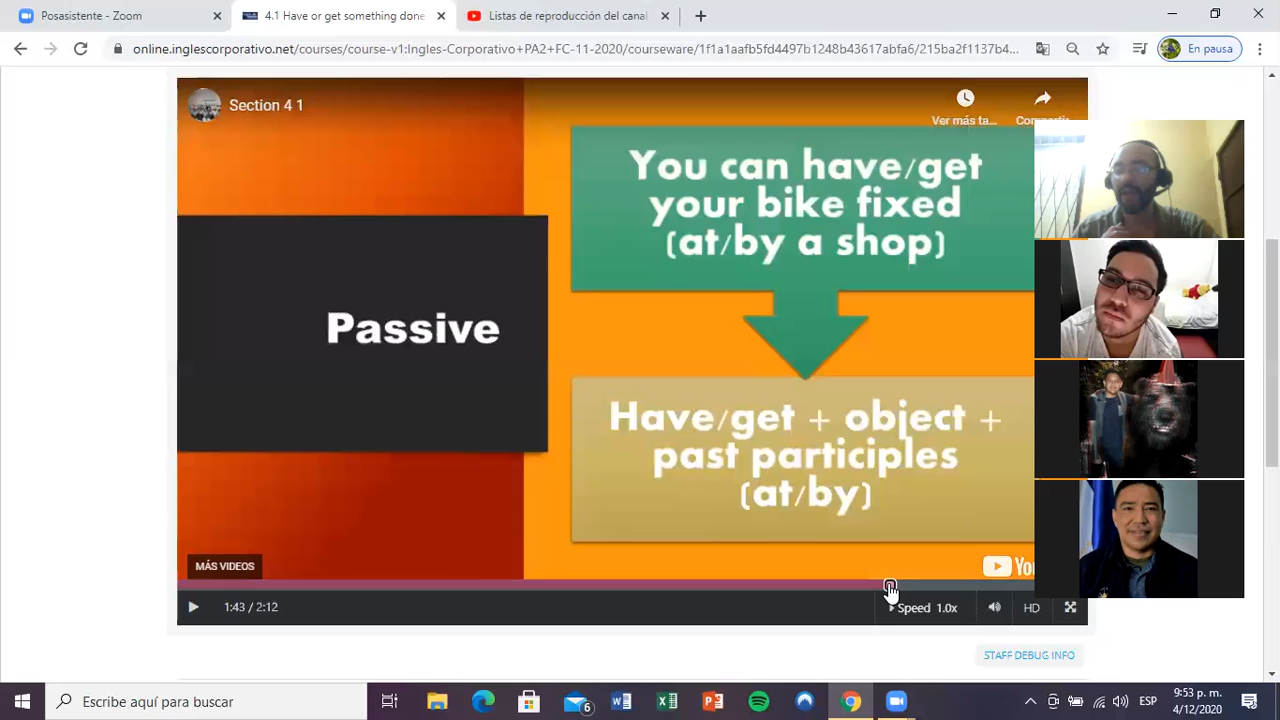 Posasistente - Zoom
4.1 Have or get something done
Listas de reproducción del canal
online.inglescorporativo.net/courses/course-v1:Ingles-Corporativo+PA2+FC-11-2020/courseware/1f1a1aafb5fd4497b1248b43617abfa6/215ba2f1137b4...
En pausa
Section 4 1
Ver más ta...
Compartir
You can have/get
your bike fixed
(at/by a shop)
Passive
Have/get + object +
past participles
(at/by)
MÁS VIDEOS
1:43 / 2:12
Speed 1.0x
HD
STAFF DEBUG INFO
Escribe aquí para buscar
6
ESP
9:53 p. m.
4/12/2020